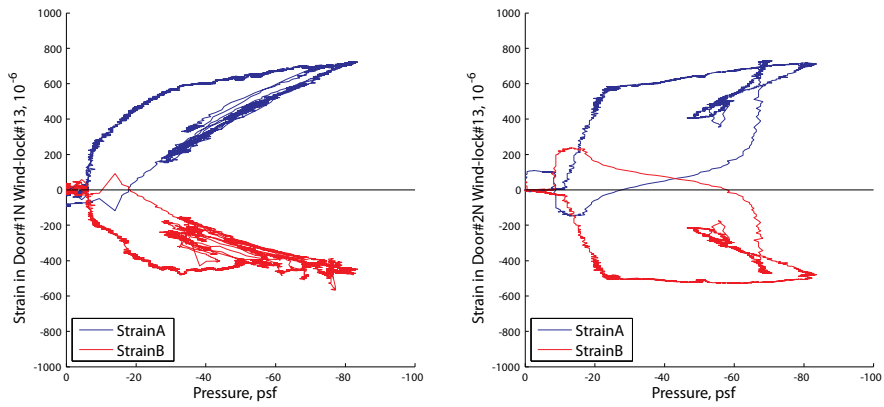 1000
800
600
400
200
0
-200
-400
-600
-800
-1000
Strain in Door#1N Wind-lock#13, 10^-6
StrainA
StrainB
0 -20 -40 -60 -80 -100
Pressure, psf
1000
800
600
400
200
0
-200
-400
-600
-800
-1000
Strain in Door#2N Wind-lock#13, 10^-6
StrainA
StrainB
0 -20 -40 -60 -80 -100
Pressure, psf